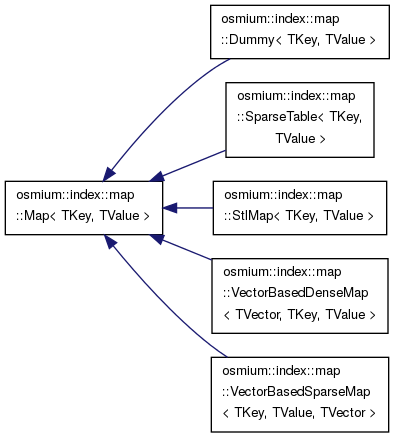 osmium::index::map
::Dummy< TKey, TValue >
osmium::index::map
::SparseTable< TKey,
TValue >
osmium::index::map
::Map< TKey, TValue >
osmium::index::map
::StlMap< TKey, TValue >
osmium::index::map
::VectorBasedDenseMap
< TVector, TKey, TValue >
osmium::index::map
::VectorBasedSparseMap
< TKey, TValue, TVector >